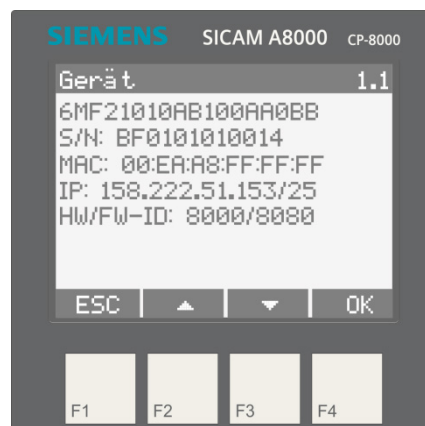 SIEMENS SICAM A8000 CP-8000
Gerät 1.1
6MF21010AB100AA0BB
S/N: BF0101010014
MAC: 00:EA:A8:FF:FF:FF
IP: 158.222.51.153/25
HW/FW-ID: 8000/8080
ESC ▲ ▼ OK
F1 F2 F3 F4